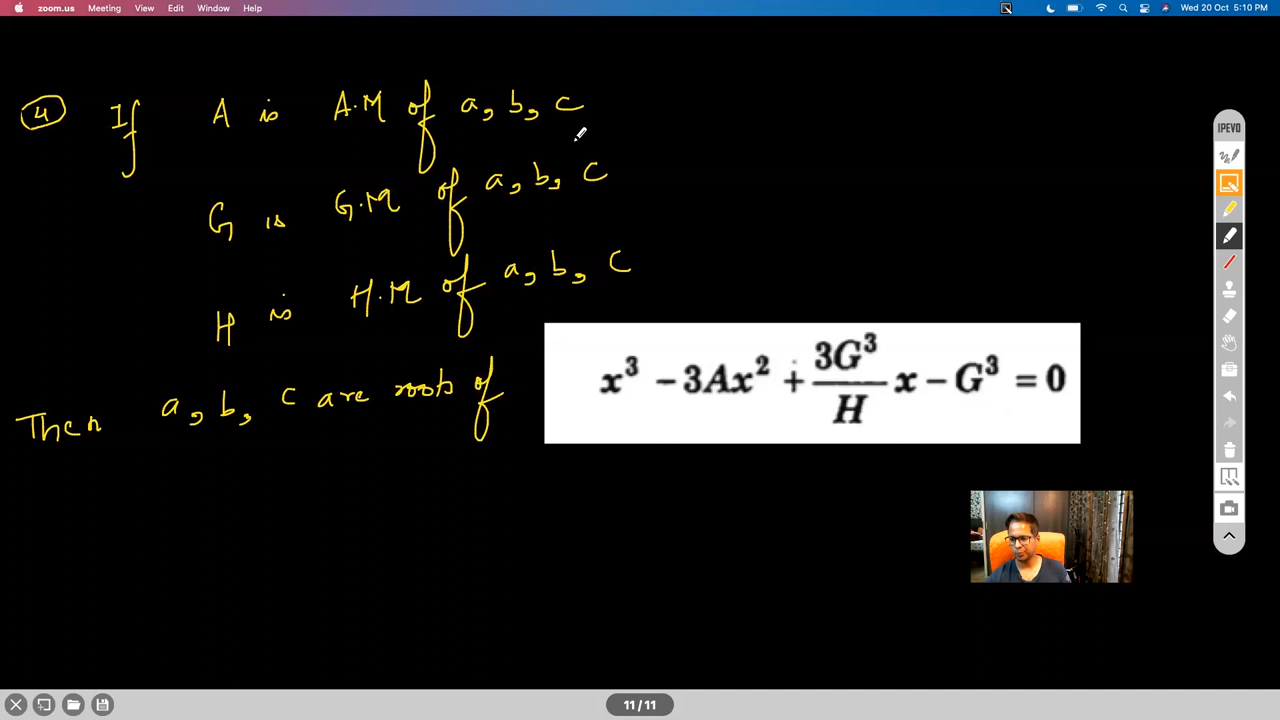 zoom.us Meeting View Edit Window Help Wed 20 Oct 5:10 PM
4 If A is A.M of a, b, c
G is G.M of a, b, c
H is H.M of a, b, c
Then a, b, c are roots of x³ − 3Ax² + 3G³/H x − G³ = 0
IPEVO
11 / 11